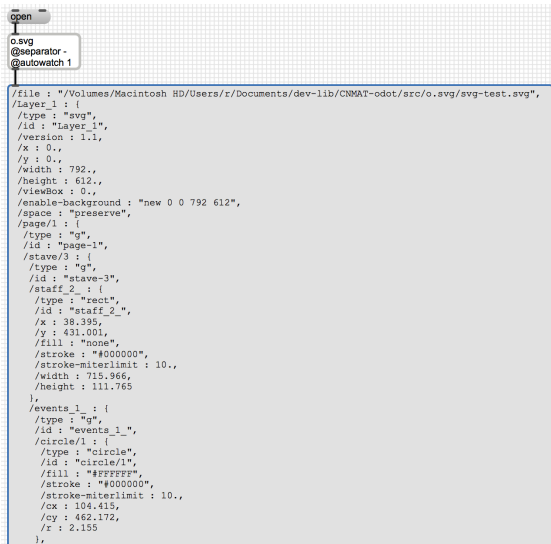 open
o.svg
@separator -
@autowatch 1
/file : "/Volumes/Macintosh HD/Users/r/Documents/dev-lib/CNMAT-odot/src/o.svg/svg-test.svg",
/Layer_1 : {
/type : "svg",
/id : "Layer_1",
/version : 1.1,
/x : 0.,
/y : 0.,
/width : 792.,
/height : 612.,
/viewBox : 0.,
/enable-background : "new 0 0 792 612",
/space : "preserve",
/page/1 : {
/type : "g",
/id : "page-1",
/stave/3 : {
/type : "g",
/id : "stave-3",
/staff_2_ : {
/type : "rect",
/id : "staff_2_",
/x : 38.395,
/y : 431.001,
/fill : "none",
/stroke : "#000000",
/stroke-miterlimit : 10.,
/width : 715.966,
/height : 111.765
},
/events_1_ : {
/type : "g",
/id : "events_1_",
/circle/1 : {
/type : "circle",
/id : "circle/1",
/fill : "#FFFFFF",
/stroke : "#000000",
/stroke-miterlimit : 10.,
/cx : 104.415,
/cy : 462.172,
/r : 2.155
},